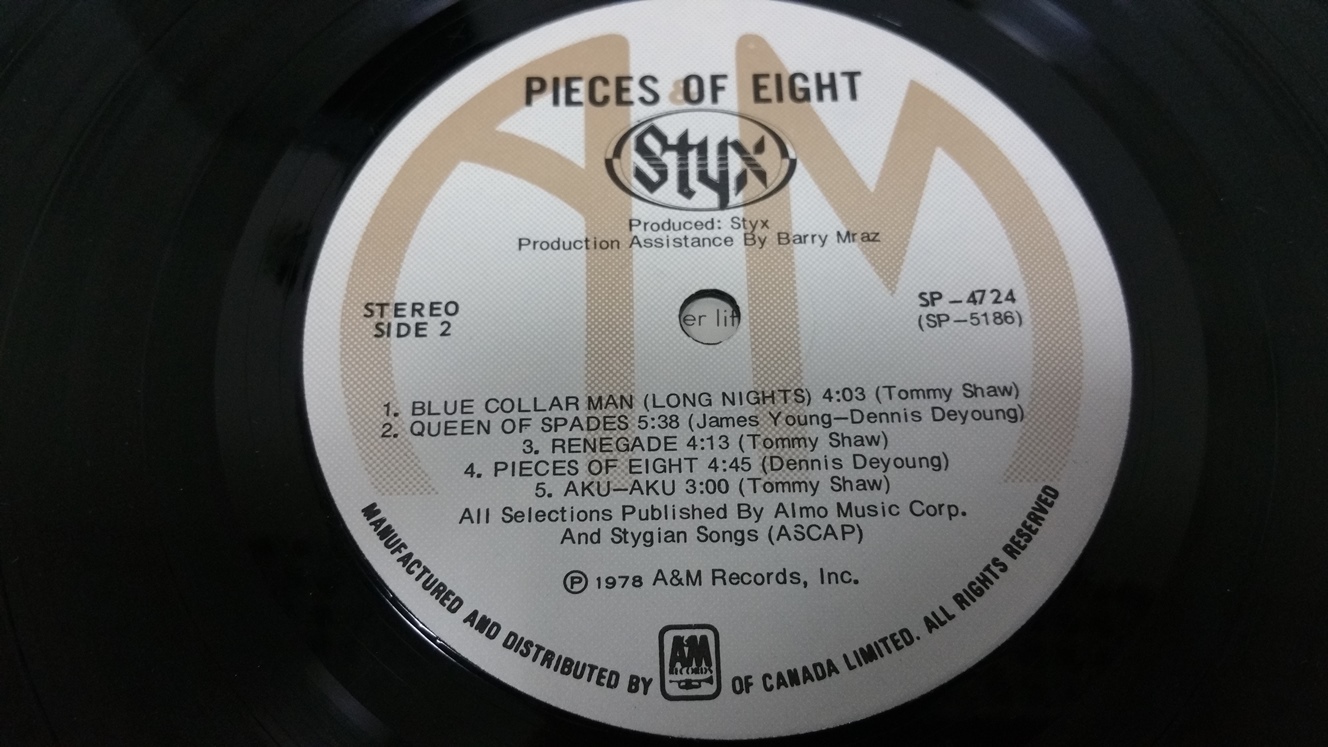 PIECES OF EIGHT
Styx
Produced: Styx
Production Assistance By Barry Mraz
STEREO
SIDE 2
er lif
SP-4724
(SP-5186)
1. BLUE COLLAR MAN (LONG NIGHTS) 4:03 (Tommy Shaw)
2. QUEEN OF SPADES 5:38 (James Young-Dennis Deyoung)
3. RENEGADE 4:13 (Tommy Shaw)
4. PIECES OF EIGHT 4:45 (Dennis Deyoung)
5. AKU-AKU 3:00 (Tommy Shaw)
All Selections Published By Almo Music Corp.
And Stygian Songs (ASCAP)
℗ 1978 A&M Records, Inc.
MANUFACTURED AND DISTRIBUTED BY A&M RECORDS OF CANADA LIMITED. ALL RIGHTS RESERVED